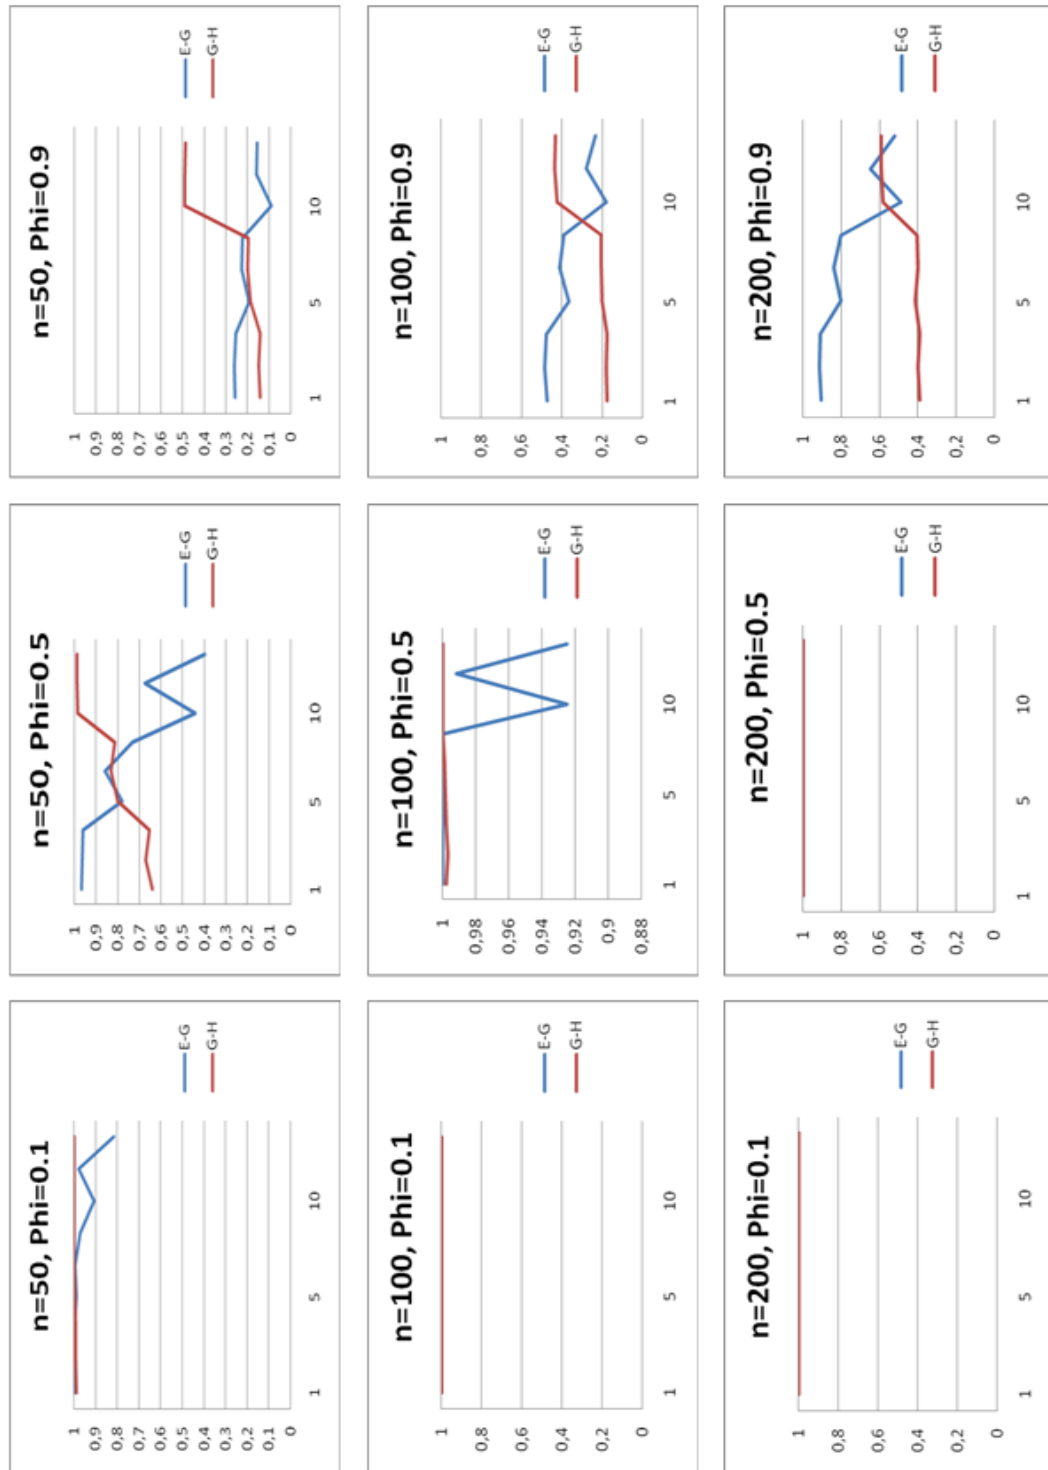 n=50, Phi=0.1
1
0,9
0,8
0,7
0,6
0,5
0,4
0,3
0,2
0,1
0
1 5 10
E-G
G-H
n=50, Phi=0.5
1
0,9
0,8
0,7
0,6
0,5
0,4
0,3
0,2
0,1
0
1 5 10
E-G
G-H
n=50, Phi=0.9
1
0,9
0,8
0,7
0,6
0,5
0,4
0,3
0,2
0,1
0
1 5 10
E-G
G-H
n=100, Phi=0.1
1
0,8
0,6
0,4
0,2
0
1 5 10
E-G
G-H
n=100, Phi=0.5
1
0,98
0,96
0,94
0,92
0,9
0,88
1 5 10
E-G
G-H
n=100, Phi=0.9
1
0,8
0,6
0,4
0,2
0
1 5 10
E-G
G-H
n=200, Phi=0.1
1
0,8
0,6
0,4
0,2
0
1 5 10
E-G
G-H
n=200, Phi=0.5
1
0,8
0,6
0,4
0,2
0
1 5 10
E-G
G-H
n=200, Phi=0.9
1
0,8
0,6
0,4
0,2
0
1 5 10
E-G
G-H